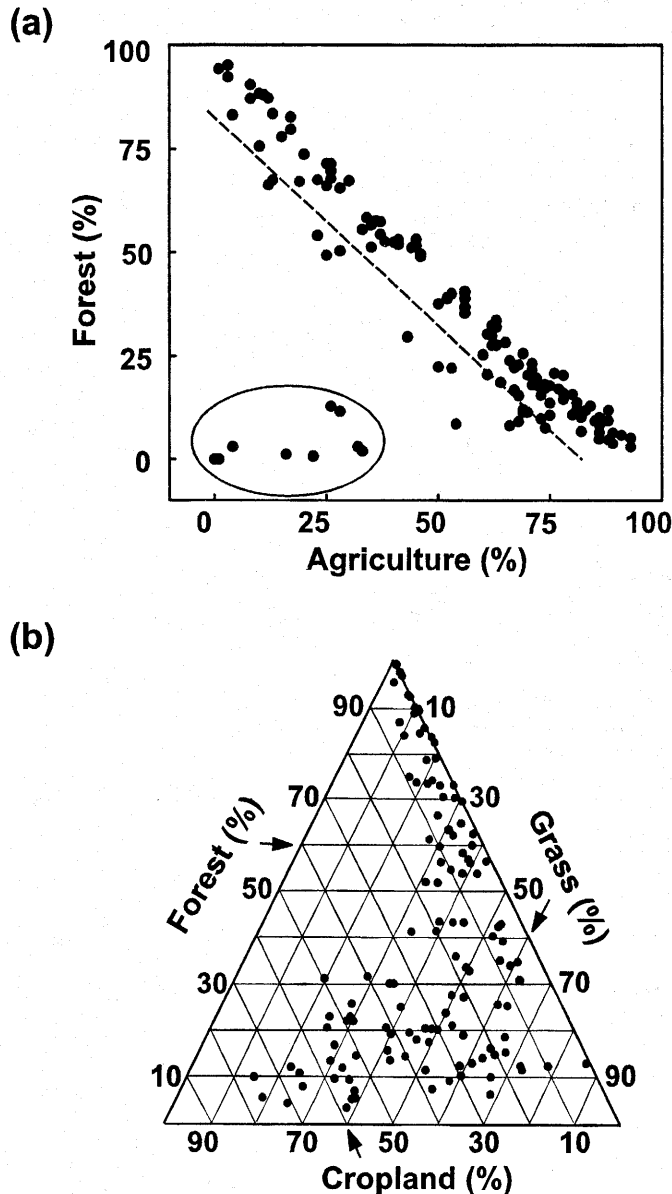 (a)
100
75
50
25
0
Forest (%)
0 25 50 75 100
Agriculture (%)
(b)
90 10
70 30
Forest (%)
Grass (%)
50 50
30 70
10 90
90 70 50 30 10
Cropland (%)